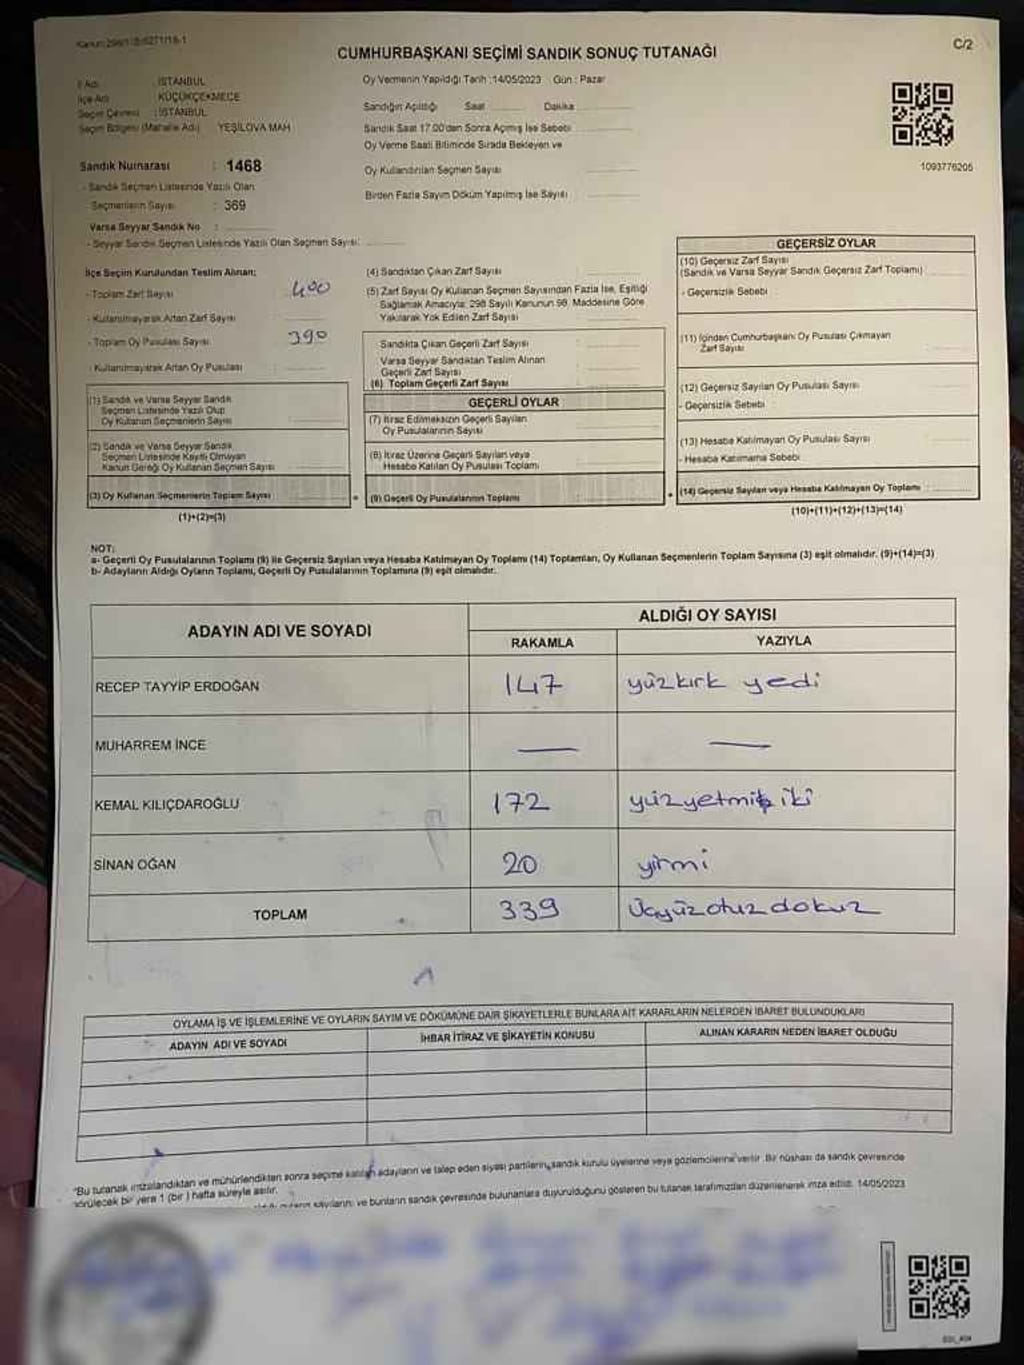 Kanun:298/115/6271/18-1
C/2
CUMHURBAŞKANI SEÇİMİ SANDIK SONUÇ TUTANAĞI
İl Adı : İSTANBUL
İlçe Adı : KÜÇÜKÇEKMECE
Seçim Çevresi : İSTANBUL
Seçim Bölgesi (Mahalle Adı) YEŞİLOVA MAH
Sandık Numarası : 1468
- Sandık Seçmen Listesinde Yazılı Olan
Seçmenlerin Sayısı : 369
Varsa Seyyar Sandık No :
- Seyyar Sandık Seçmen Listesinde Yazılı Olan Seçmen Sayısı:
Oy Vermenin Yapıldığı Tarih :14/05/2023 Gün : Pazar
Sandığın Açıldığı Saat Dakika
Sandık Saat 17.00'den Sonra Açımış İse Sebebi
Oy Verme Saati Bitiminde Sırada Bekleyen ve
Oy Kullandırılan Seçmen Sayısı
Birden Fazla Sayım Döküm Yapılmış İse Sayısı
1093776205
İlçe Seçim Kurulundan Teslim Alınan;
- Toplam Zarf Sayısı 400
- Kullanılmayarak Artan Zarf Sayısı
- Toplam Oy Pusulası Sayısı 390
- Kullanılmayarak Artan Oy Pusulası
(1) Sandık ve Varsa Seyyar Sandık
Seçmen Listesinde Yazılı Olup
Oy Kullanan Seçmenlerin Sayısı
(2) Sandık ve Varsa Seyyar Sandık
Seçmen Listesinde Kayıtlı Olmayan
Kanun Gereği Oy Kullanan Seçmen Sayısı
(3) Oy Kullanan Seçmenlerin Toplam Sayısı
(1)+(2)=(3)
(4) Sandıktan Çıkan Zarf Sayısı
(5) Zarf Sayısı Oy Kullanan Seçmen Sayısından Fazla İse, Eşitliği
Sağlamak Amacıyla; 298 Sayılı Kanunun 98. Maddesine Göre
Yakılarak Yok Edilen Zarf Sayısı
Sandıkta Çıkan Geçerli Zarf Sayısı
Varsa Seyyar Sandıktan Teslim Alınan
Geçerli Zarf Sayısı
(6) Toplam Geçerli Zarf Sayısı
GEÇERLİ OYLAR
(7) İtiraz Edilmeksizin Geçerli Sayılan
Oy Pusulalarının Sayısı
(8) İtiraz Üzerine Geçerli Sayılan veya
Hesaba Katılan Oy Pusulası Toplamı
= (9) Geçerli Oy Pusulalarının Toplamı
GEÇERSİZ OYLAR
(10) Geçersiz Zarf Sayısı
(Sandık ve Varsa Seyyar Sandık Geçersiz Zarf Toplamı)
- Geçersizlik Sebebi
(11) İçinden Cumhurbaşkanı Oy Pusulası Çıkmayan
Zarf Sayısı
(12) Geçersiz Sayılan Oy Pusulası Sayısı
- Geçersizlik Sebebi
(13) Hesaba Katılmayan Oy Pusulası Sayısı
- Hesaba Katmama Sebebi
+ (14) Geçersiz Sayılan veya Hesaba Katılmayan Oy Toplamı
(10)+(11)+(12)+(13)=(14)
NOT:
a- Geçerli Oy Pusulalarının Toplamı (9) ile Geçersiz Sayılan veya Hesaba Katılmayan Oy Toplamı (14) Toplamları, Oy Kullanan Seçmenlerin Toplam Sayısına (3) eşit olmalıdır. (9)+(14)=(3)
b- Adayların Aldığı Oyların Toplamı, Geçerli Oy Pusulalarının Toplamına (9) eşit olmalıdır.
ADAYIN ADI VE SOYADI ALDIĞI OY SAYISI
RAKAMLA YAZIYLA
RECEP TAYYİP ERDOĞAN 147 yüzkırk yedi
MUHARREM İNCE — —
KEMAL KILIÇDAROĞLU 172 yüzyetmiş iki
SİNAN OĞAN 20 yirmi
TOPLAM 339 Üçyüzotuzdokuz
OYLAMA İŞ VE İŞLEMLERİNE VE OYLARIN SAYIM VE DÖKÜMÜNE DAİR ŞİKAYETLERLE BUNLARA AİT KARARLARIN NELERDEN İBARET BULUNDUKLARI
ADAYIN ADI VE SOYADI İHBAR İTİRAZ VE ŞİKAYETİN KONUSU ALINAN KARARIN NEDEN İBARET OLDUĞU
"Bu tutanak imzalandıktan ve mühürlendikten sonra seçime katılan adayların ve talep eden siyasi partilerin, sandık kurulu üyelerine veya gözlemcilerine verilir. Bir nüshası da sandık çevresinde
görülecek bir yere 1 (bir ) hafta süreyle asılır.
sayılarını ve bunların sandık çevresinde bulunanlara duyurulduğunu gösteren bu tutanak tarafımızdan düzenlenerek imza edildi. 14/05/2023